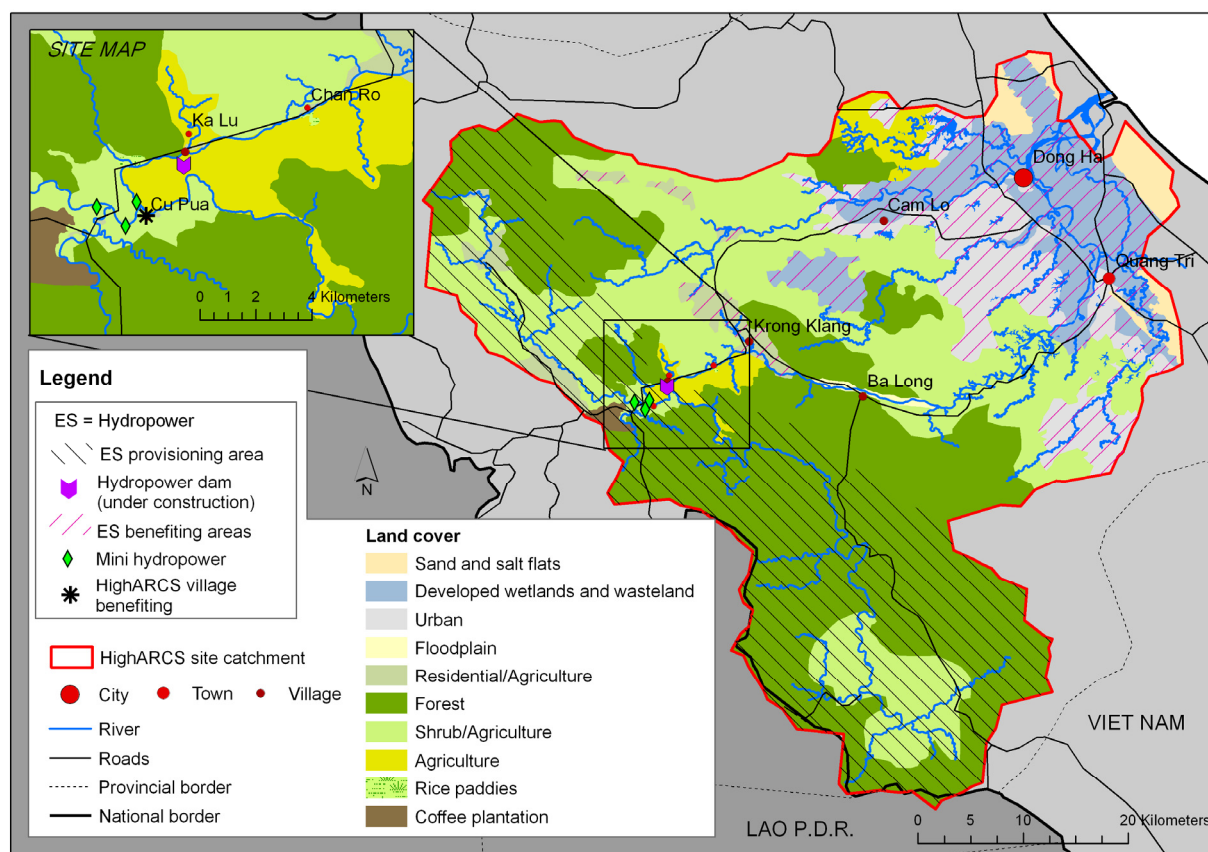 SITE MAP
Chan Ro
Ka Lu
Cu Pua
0 1 2 4 Kilometers
Dong Ha
Cam Lo
Quang Tri
Krong Klang
Ba Long
N
VIET NAM
LAO P.D.R.
0 5 10 20 Kilometers
Legend
ES = Hydropower
ES provisioning area
Hydropower dam
(under construction)
ES benefiting areas
Mini hydropower
HighARCS village
benefiting
HighARCS site catchment
City Town Village
River
Roads
Provincial border
National border
Land cover
Sand and salt flats
Developed wetlands and wasteland
Urban
Floodplain
Residential/Agriculture
Forest
Shrub/Agriculture
Agriculture
Rice paddies
Coffee plantation